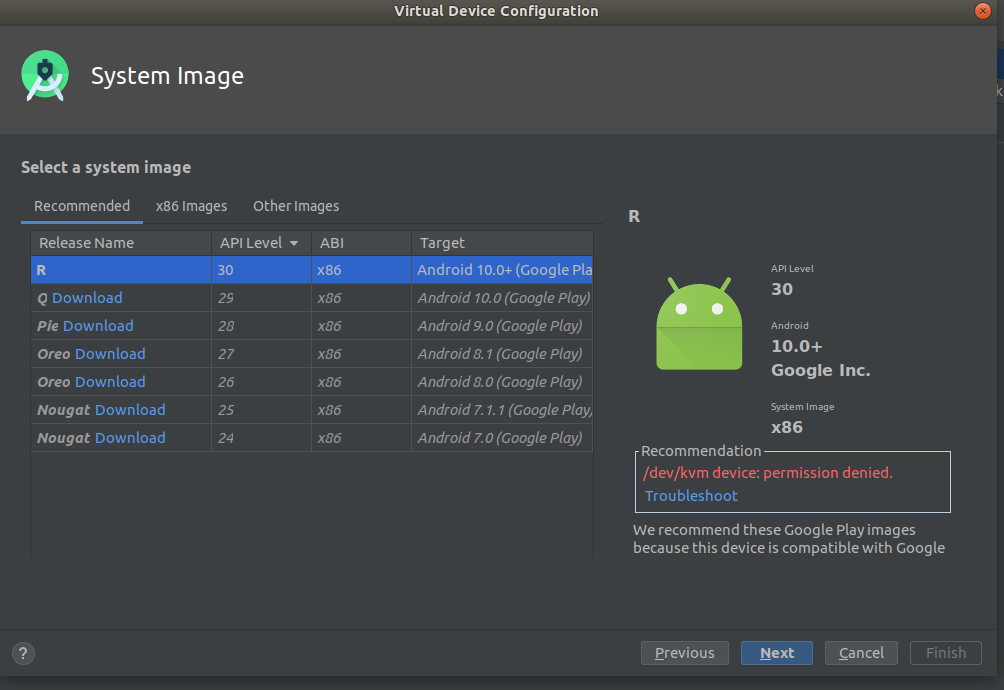 Virtual Device Configuration
System Image
Select a system image
Recommended x86 Images Other Images
Release Name API Level ABI Target
R 30 x86 Android 10.0+ (Google Pla
Q Download 29 x86 Android 10.0 (Google Play)
Pie Download 28 x86 Android 9.0 (Google Play)
Oreo Download 27 x86 Android 8.1 (Google Play)
Oreo Download 26 x86 Android 8.0 (Google Play)
Nougat Download 25 x86 Android 7.1.1 (Google Play)
Nougat Download 24 x86 Android 7.0 (Google Play)
R
API Level
30
Android
10.0+
Google Inc.
System Image
x86
Recommendation
/dev/kvm device: permission denied.
Troubleshoot
We recommend these Google Play images
because this device is compatible with Google
? Previous Next Cancel Finish
k